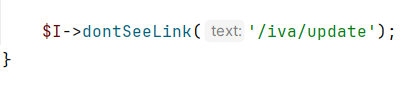 $I->dontSeeLink( text: '/iva/update');
}